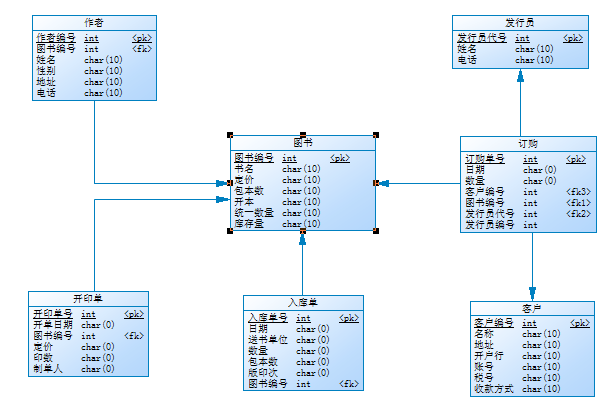 作者
作者编号 int <pk>
图书编号 int <fk>
姓名 char(10)
性别 char(10)
地址 char(10)
电话 char(10)
发行员
发行员代号 int <pk>
姓名 char(10)
电话 char(10)
图书
图书编号 int <pk>
书名 char(10)
定价 char(10)
包本数 char(10)
开本 char(10)
统一数量 char(10)
库存量 char(10)
订购
订购单号 int <pk>
日期 char(0)
数量 char(0)
客户编号 int <fk3>
图书编号 int <fk1>
发行员代号 int <fk2>
发行员编号 int
开印单
开印单号 int <pk>
开单日期 char(0)
图书编号 int <fk>
定价 char(0)
印数 char(0)
制单人 char(0)
入库单
入库单号 int <pk>
日期 char(0)
送书单位 char(0)
数量 char(0)
包本数 char(0)
版印次 char(0)
图书编号 int <fk>
客户
客户编号 int <pk>
名称 char(10)
地址 char(10)
开户行 char(10)
账号 char(10)
税号 char(10)
收款方式 char(10)